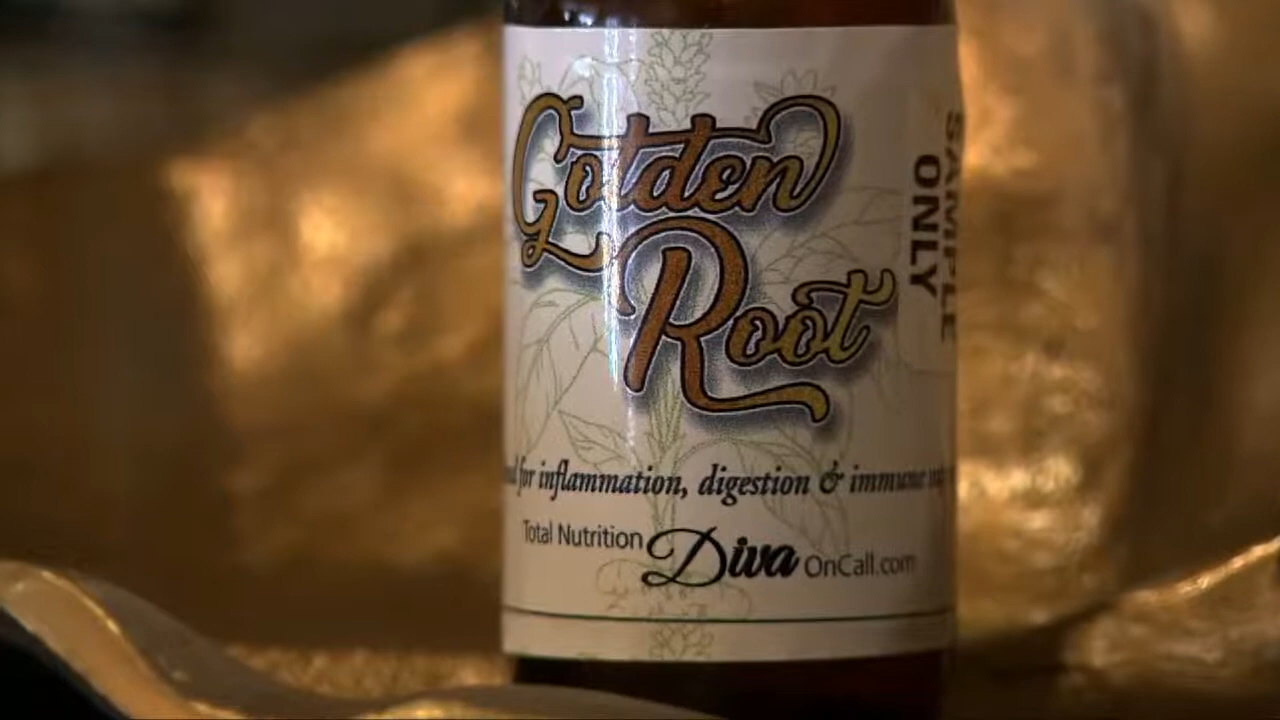 Golden
Root
for inflammation, digestion & immune
Total Nutrition Diva OnCall.com
SAMPLE
ONLY